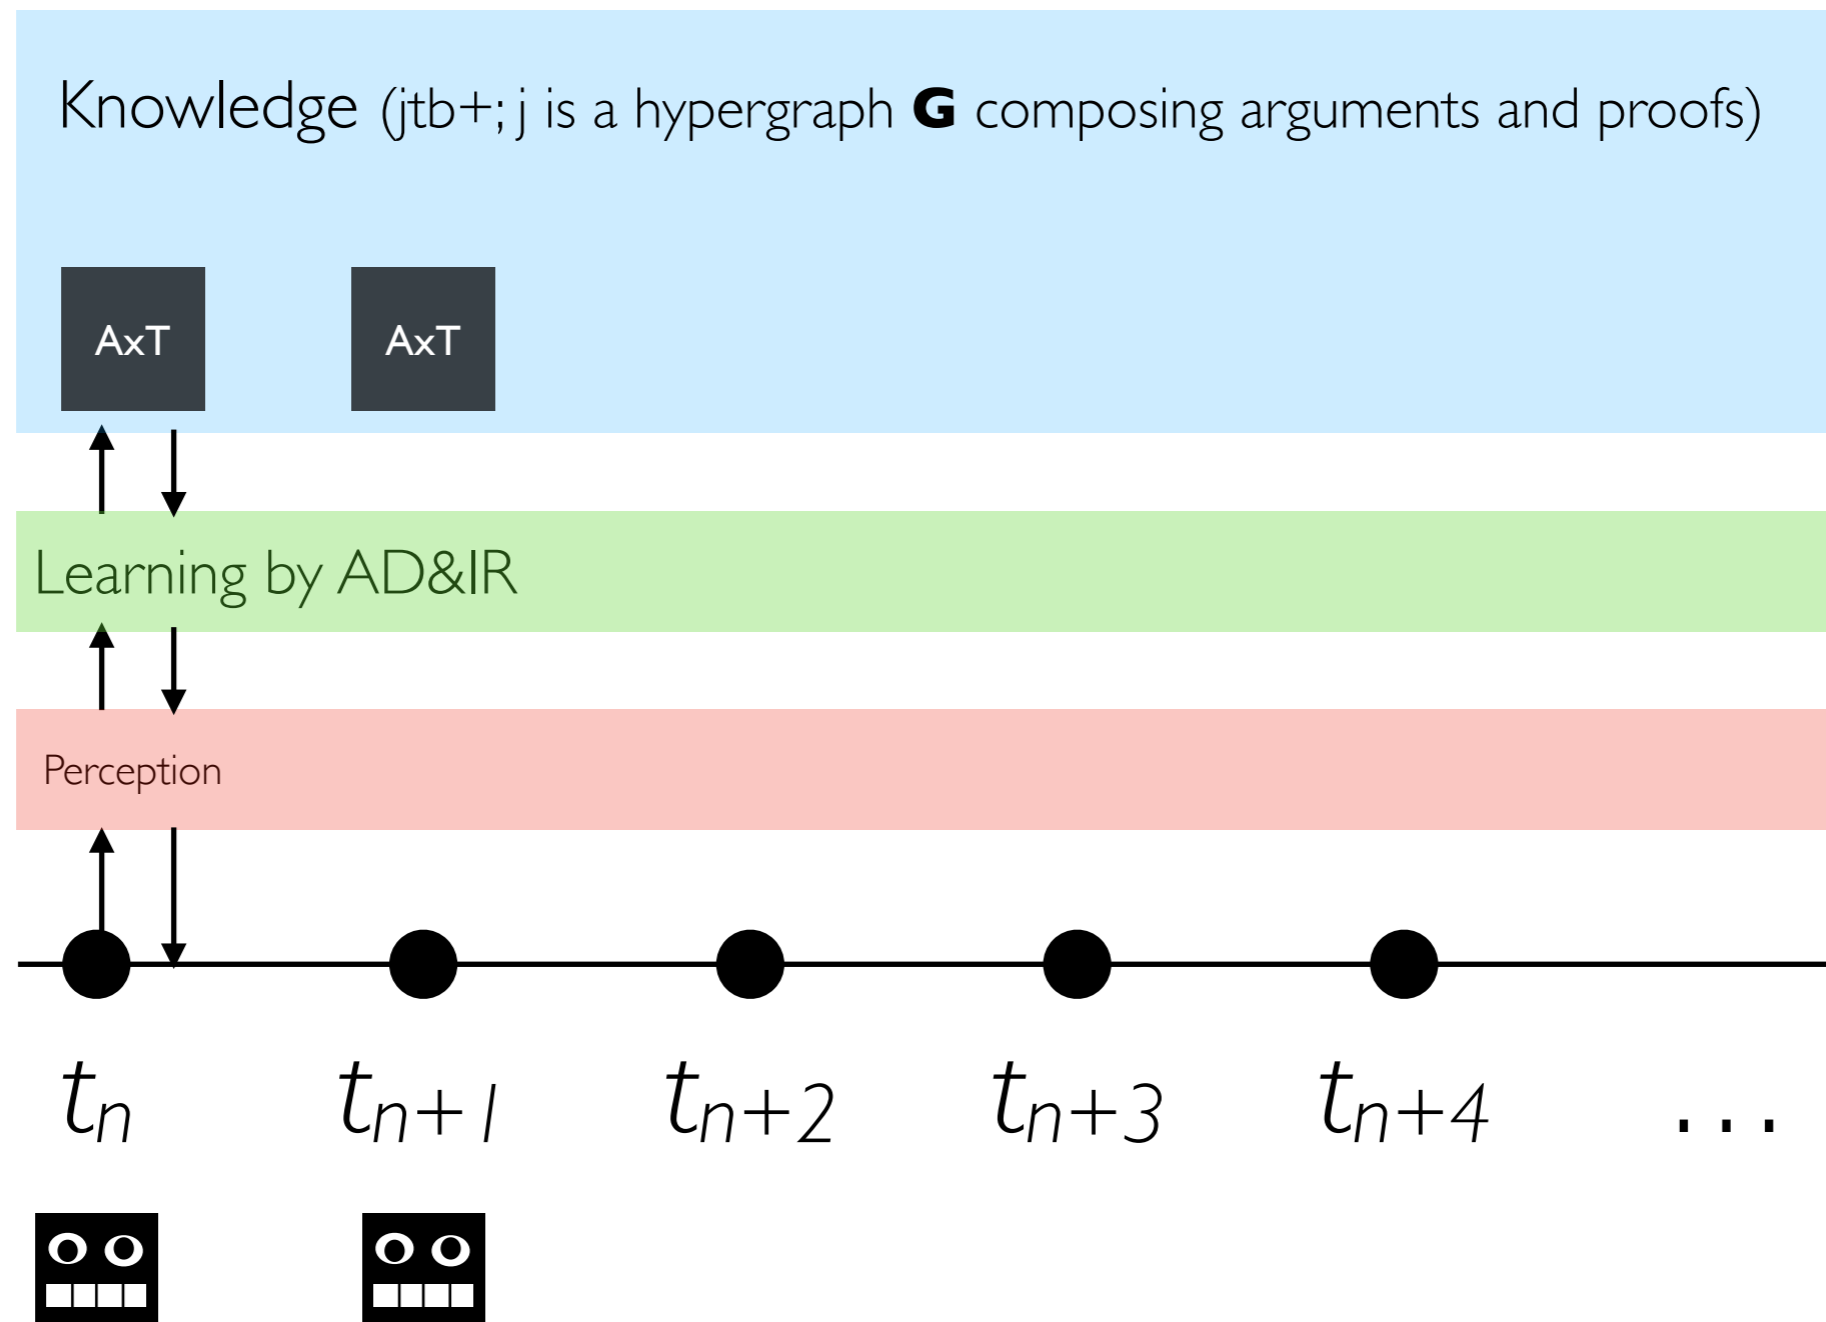 Knowledge (jtb+; j is a hypergraph G composing arguments and proofs)
AxT AxT
Learning by AD&IR
Perception
tn tn+1 tn+2 tn+3 tn+4 ...